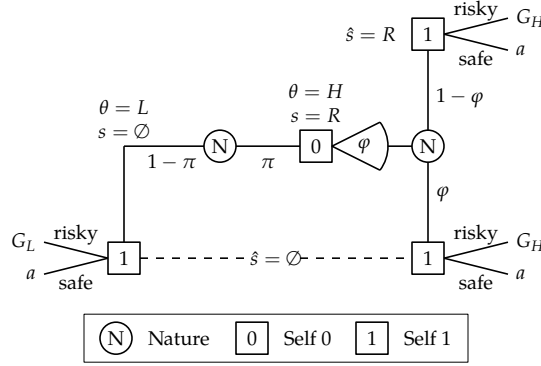 risky
G_H
ŝ = R
1
a
safe
θ = H
s = R
1 − φ
θ = L
s = ∅
N
0
φ
N
1 − π
π
φ
G_L
risky
risky
G_H
1
ŝ = ∅
1
a
safe
safe
a
N Nature 0 Self 0 1 Self 1